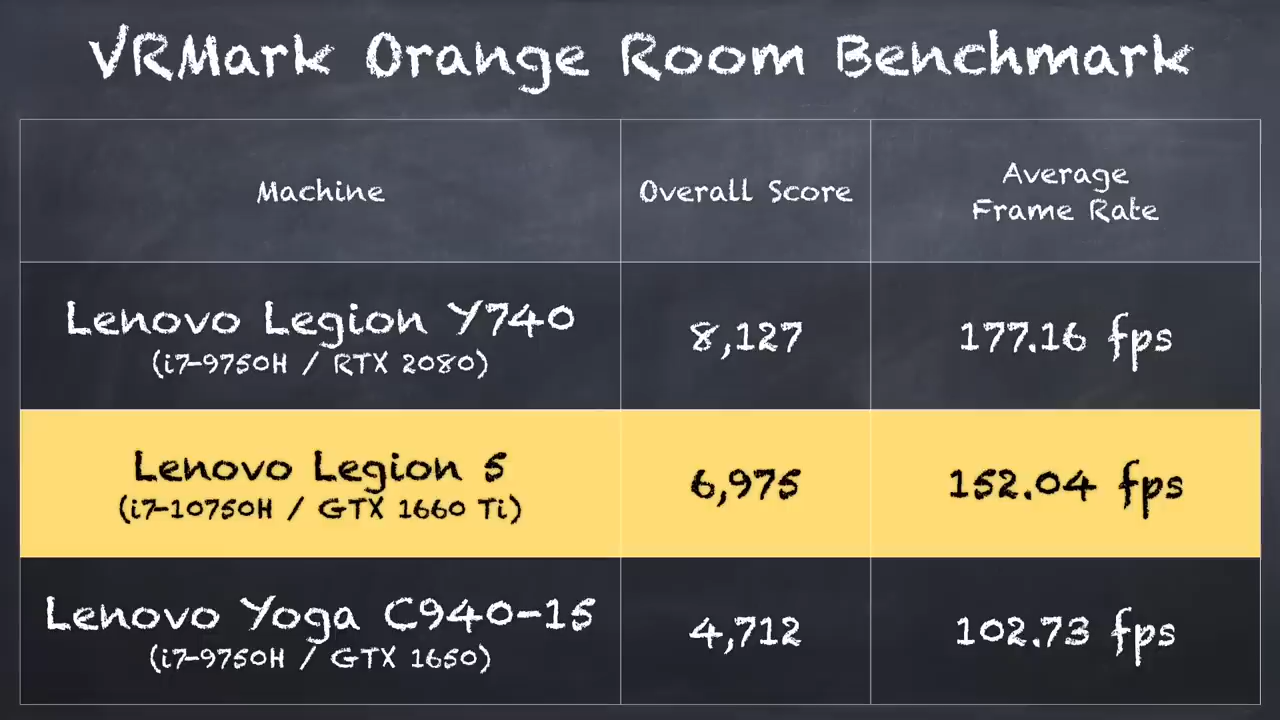 VRMark Orange Room Benchmark
Machine
Overall Score
Average
Frame Rate
Lenovo Legion Y740
(i7-9750H / RTX 2080)
8,127
177.16 fps
Lenovo Legion 5
(i7-10750H / GTX 1660 Ti)
6,975
152.04 fps
Lenovo Yoga C940-15
(i7-9750H / GTX 1650)
4,712
102.73 fps